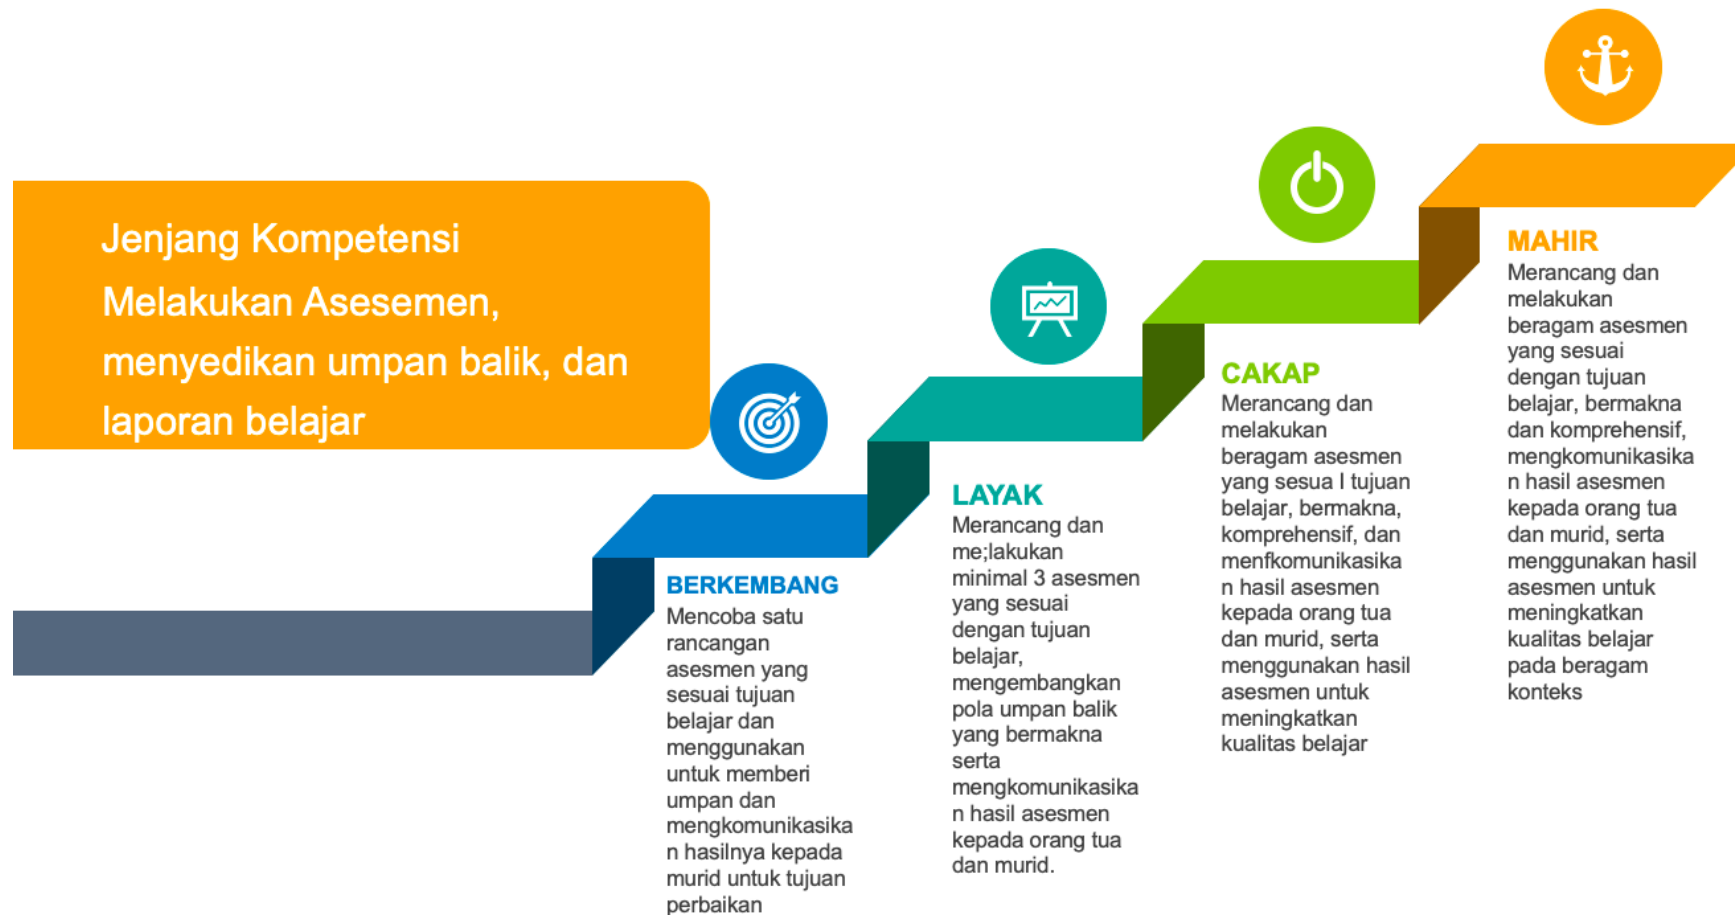 Jenjang Kompetensi
Melakukan Asesemen,
menyedikan umpan balik, dan
laporan belajar
BERKEMBANG
Mencoba satu
rancangan
asesmen yang
sesuai tujuan
belajar dan
menggunakan
untuk memberi
umpan dan
mengkomunikasika
n hasilnya kepada
murid untuk tujuan
perbaikan
LAYAK
Merancang dan
me;lakukan
minimal 3 asesmen
yang sesuai
dengan tujuan
belajar,
mengembangkan
pola umpan balik
yang bermakna
serta
mengkomunikasika
n hasil asesmen
kepada orang tua
dan murid.
CAKAP
Merancang dan
melakukan
beragam asesmen
yang sesua I tujuan
belajar, bermakna,
komprehensif, dan
menfkomunikasika
n hasil asesmen
kepada orang tua
dan murid, serta
menggunakan hasil
asesmen untuk
meningkatkan
kualitas belajar
MAHIR
Merancang dan
melakukan
beragam asesmen
yang sesuai
dengan tujuan
belajar, bermakna
dan komprehensif,
mengkomunikasika
n hasil asesmen
kepada orang tua
dan murid, serta
menggunakan hasil
asesmen untuk
meningkatkan
kualitas belajar
pada beragam
konteks